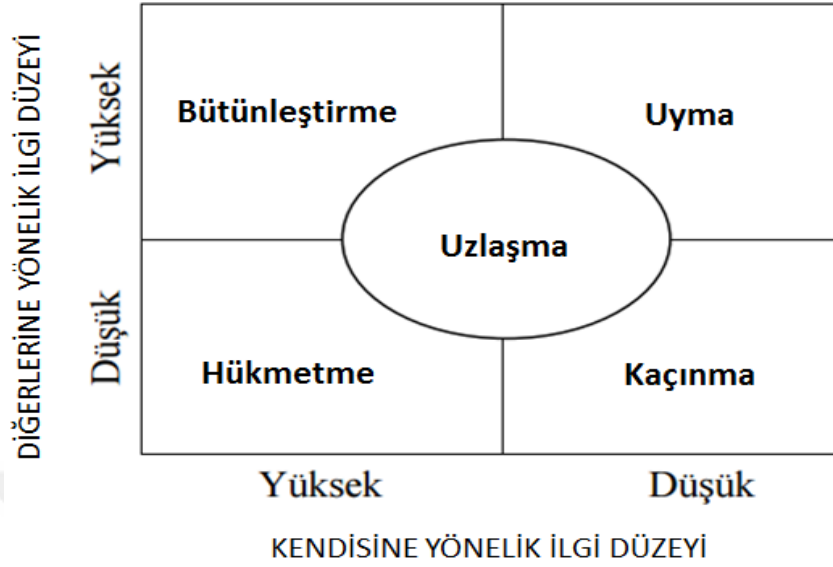 DİĞERLERİNE YÖNELİK İLGİ DÜZEYİ
Yüksek
Düşük
Bütünleştirme
Uyma
Uzlaşma
Hükmetme
Kaçınma
Yüksek
Düşük
KENDİSİNE YÖNELİK İLGİ DÜZEYİ